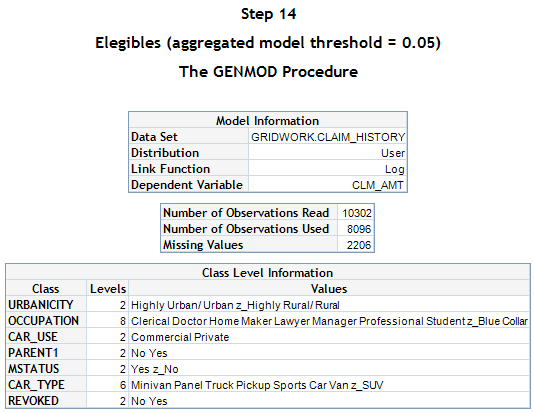 Step 14
Elegibles (aggregated model threshold = 0.05)
The GENMOD Procedure
Model Information
Data Set GRIDWORK.CLAIM_HISTORY
Distribution User
Link Function Log
Dependent Variable CLM_AMT
Number of Observations Read 10302
Number of Observations Used 8096
Missing Values 2206
Class Level Information
Class Levels Values
URBANICITY 2 Highly Urban/ Urban z_Highly Rural/ Rural
OCCUPATION 8 Clerical Doctor Home Maker Lawyer Manager Professional Student z_Blue Collar
CAR_USE 2 Commercial Private
PARENT1 2 No Yes
MSTATUS 2 Yes z_No
CAR_TYPE 6 Minivan Panel Truck Pickup Sports Car Van z_SUV
REVOKED 2 No Yes